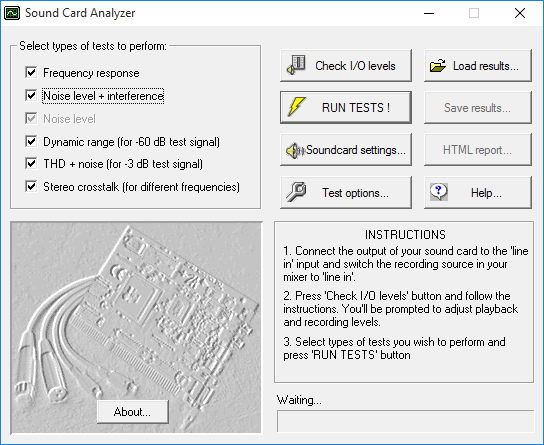 Sound Card Analyzer
Select types of tests to perform:
Frequency response
Noise level + interference
Noise level
Dynamic range (for -60 dB test signal)
THD + noise (for -3 dB test signal)
Stereo crosstalk (for different frequencies)
Check I/O levels
Load results...
RUN TESTS !
Save results...
Soundcard settings...
HTML report...
Test options...
Help...
INSTRUCTIONS
1. Connect the output of your sound card to the 'line
in' input and switch the recording source in your
mixer to 'line in'.
2. Press 'Check I/O levels' button and follow the
instructions. You'll be prompted to adjust playback
and recording levels.
3. Select types of tests you wish to perform and
press 'RUN TESTS' button
About...
Waiting...